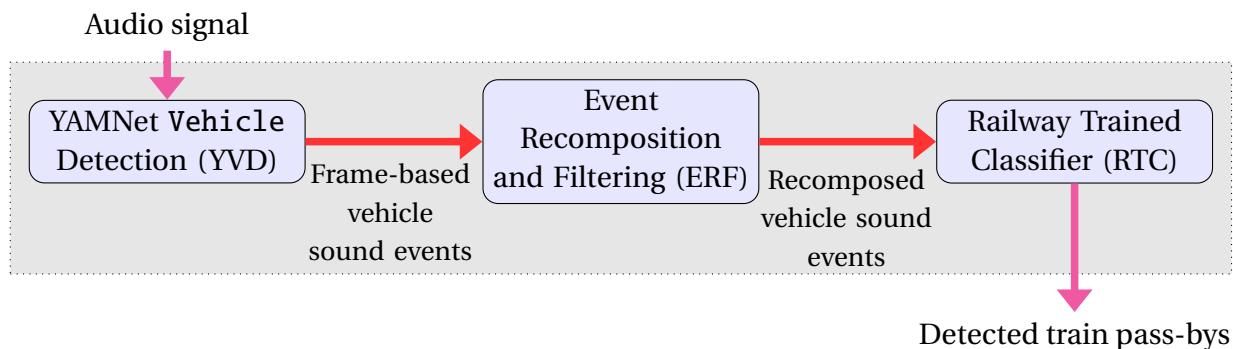 Audio signal
YAMNet Vehicle
Detection (YVD)
Frame-based
vehicle
sound events
Event
Recomposition
and Filtering (ERF)
Recomposed
vehicle sound
events
Railway Trained
Classifier (RTC)
Detected train pass-bys